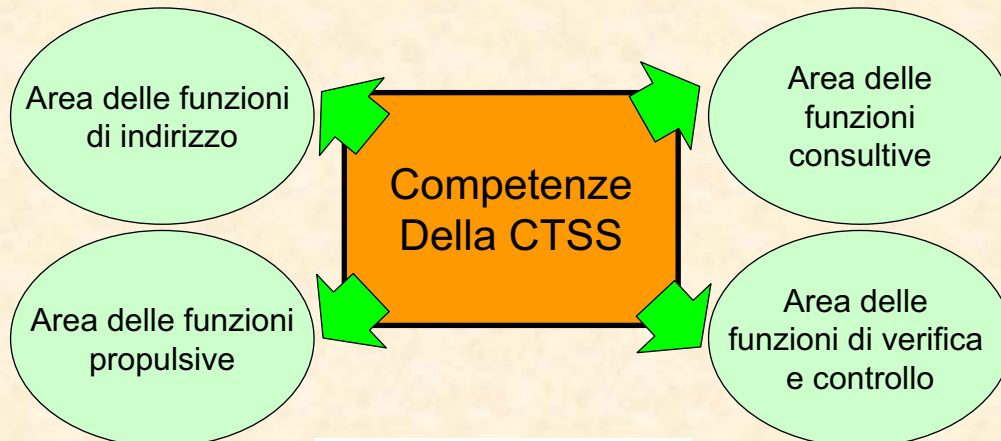 Area delle funzioni
di indirizzo
Area delle
funzioni
consultive
Competenze
Della CTSS
Area delle funzioni
propulsive
Area delle
funzioni di verifica
e controllo